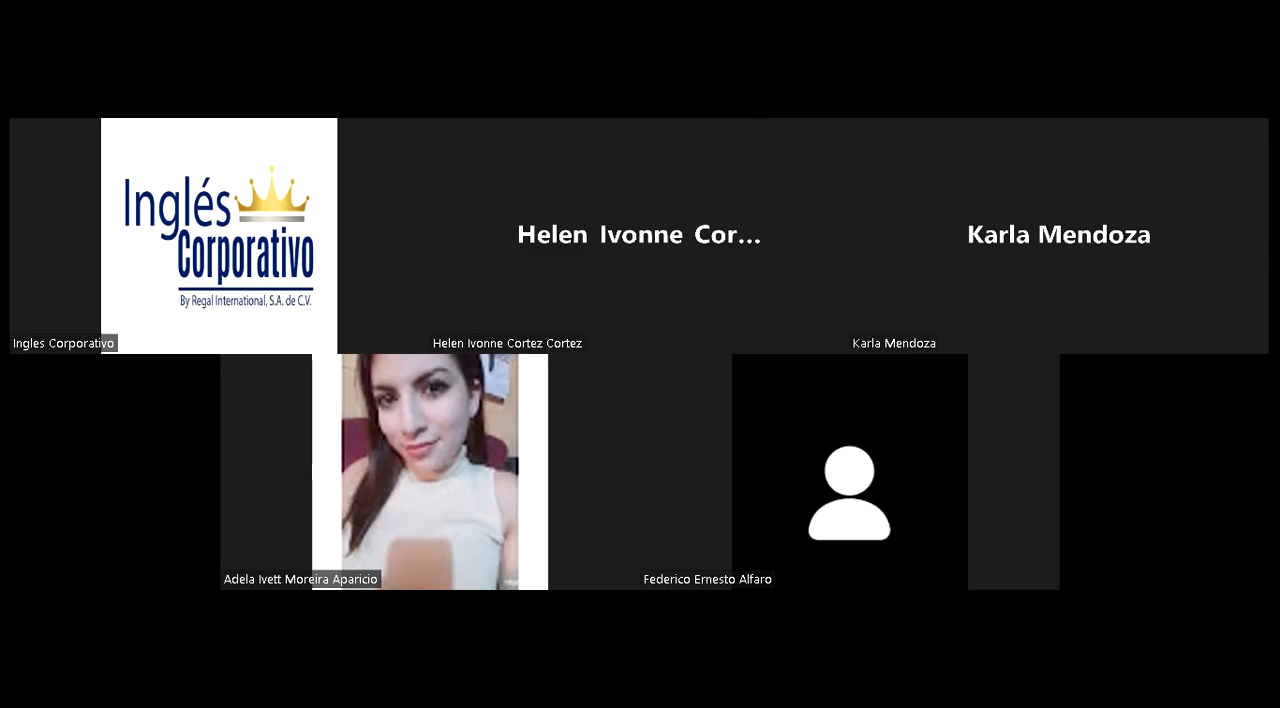 Inglés
Corporativo
By Regal International, S.A. de C.V.
Ingles Corporativo
Helen Ivonne Cor...
Helen Ivonne Cortez Cortez
Karla Mendoza
Karla Mendoza
Adela Ivett Moreira Aparicio
Federico Ernesto Alfaro